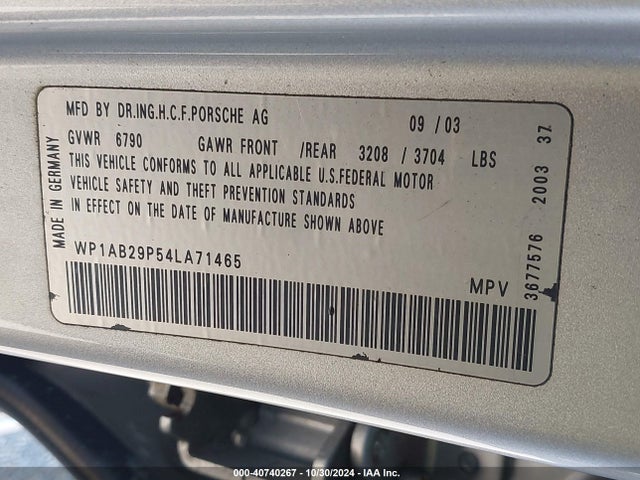 MFD BY DR.ING.H.C.F.PORSCHE AG 09 / 03
GVWR 6790 GAWR FRONT /REAR 3208 / 3704 LBS
THIS VEHICLE CONFORMS TO ALL APPLICABLE U.S.FEDERAL MOTOR
VEHICLE SAFETY AND THEFT PREVENTION STANDARDS
IN EFFECT ON THE DATE OF MANUFACTURE SHOWN ABOVE
WP1AB29P54LA71465
MPV
MADE IN GERMANY
3677576 2003 37
000-40740267 - 10/30/2024 - IAA Inc.